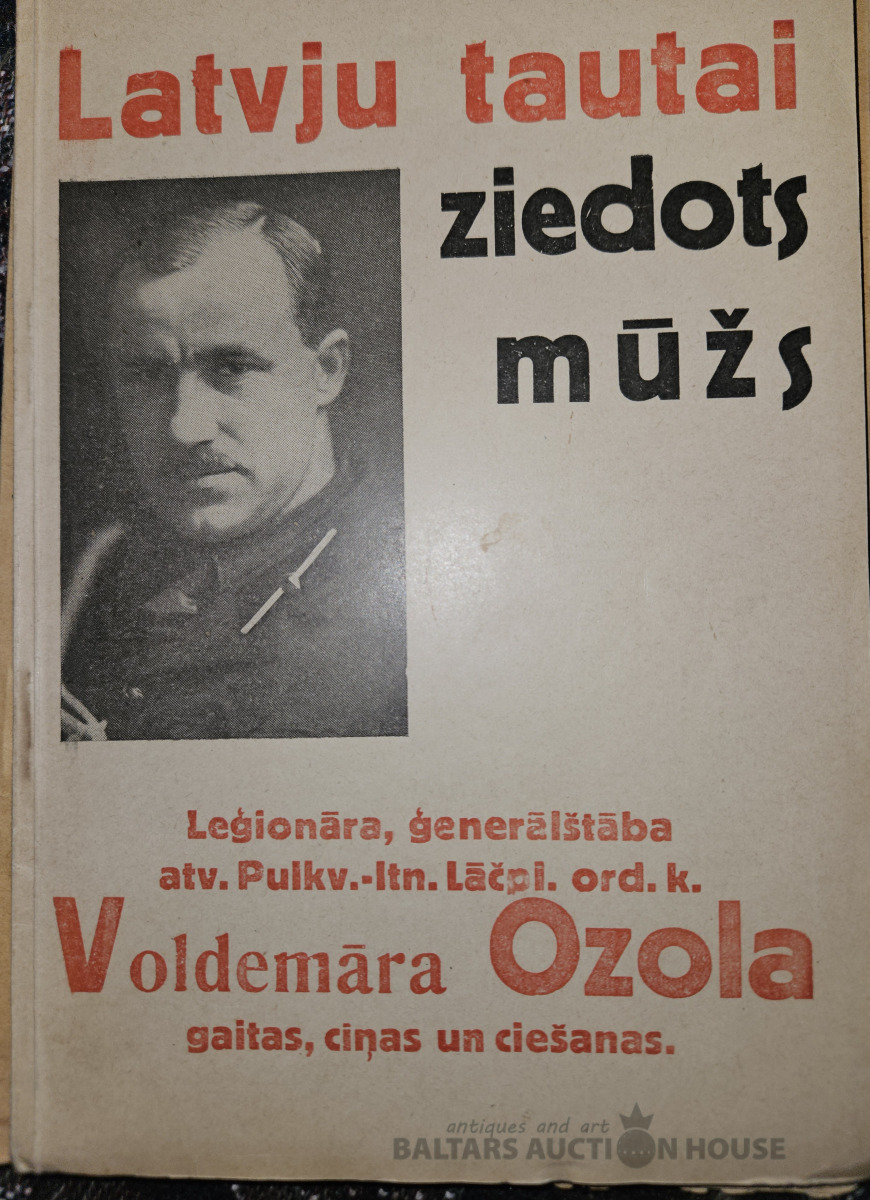 Latvju tautai
ziedots
mūžs
Leģionāra, ģenerālštāba
atv. Pulkv.-ltn. Lāčpl. ord. k.
Voldemāra Ozola
gaitas, ciņas un ciešanas.
antiques and art
BALTARS AUCTION HOUSE